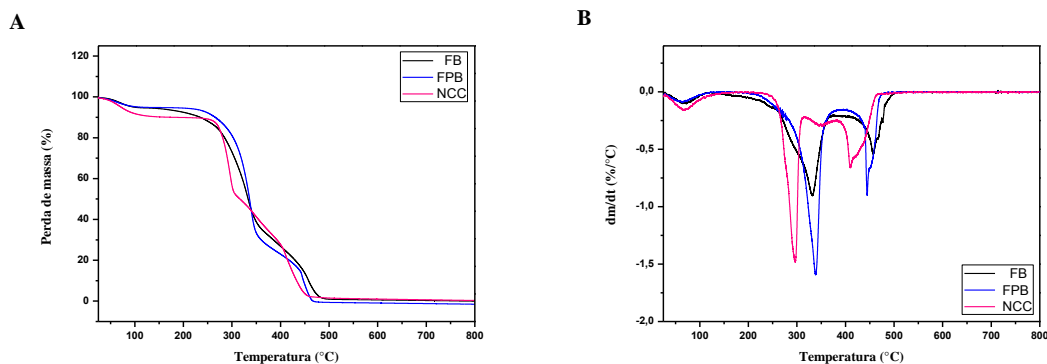 A
B
120
100
80
60
40
20
0
Perda de massa (%)
100
200
300
400
500
600
700
800
Temperatura (°C)
FB
FPB
NCC
0,0
-0,5
-1,0
-1,5
-2,0
dm/dt (%/°C)
100
200
300
400
500
600
700
800
Temperatura (°C)
FB
FPB
NCC